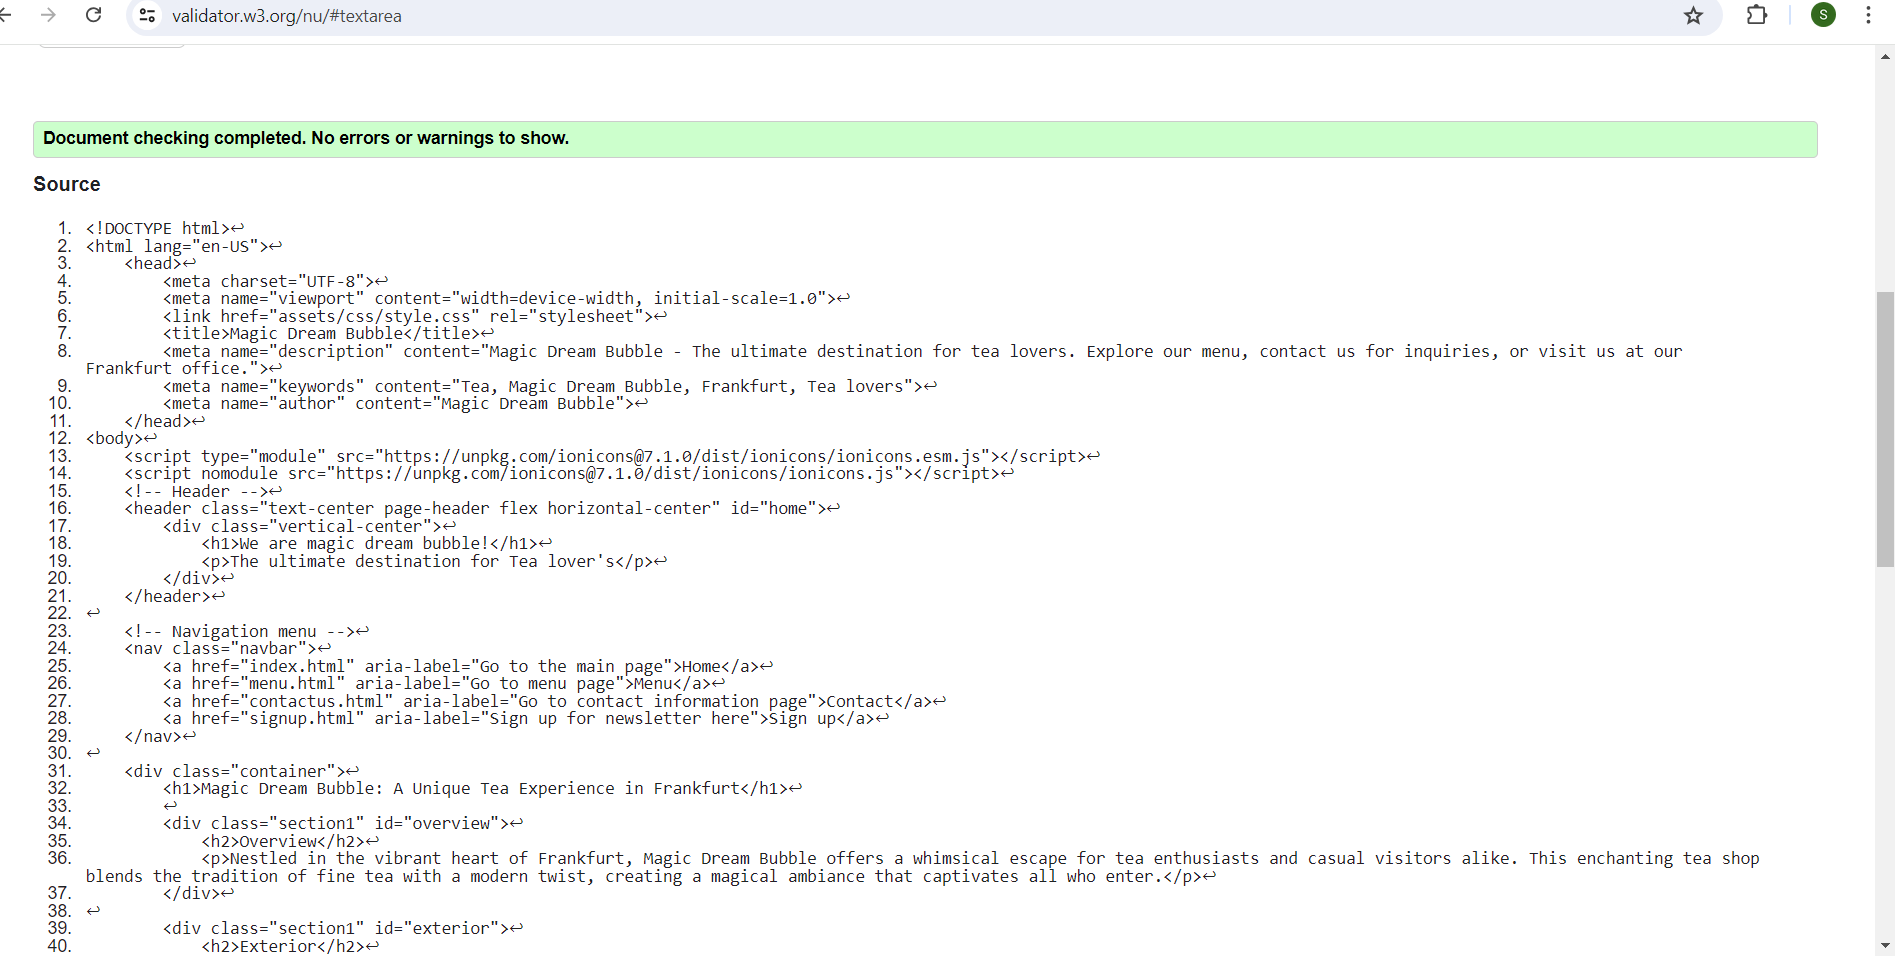 validator.w3.org/nu/#textarea
S
Document checking completed. No errors or warnings to show.
Source
1. <!DOCTYPE html>↩
2. <html lang="en-US">↩
3. <head>↩
4. <meta charset="UTF-8">↩
5. <meta name="viewport" content="width=device-width, initial-scale=1.0">↩
6. <link href="assets/css/style.css" rel="stylesheet">↩
7. <title>Magic Dream Bubble</title>↩
8. <meta name="description" content="Magic Dream Bubble - The ultimate destination for tea lovers. Explore our menu, contact us for inquiries, or visit us at our
Frankfurt office.">↩
9. <meta name="keywords" content="Tea, Magic Dream Bubble, Frankfurt, Tea lovers">↩
10. <meta name="author" content="Magic Dream Bubble">↩
11. </head>↩
12. <body>↩
13. <script type="module" src="https://unpkg.com/ionicons@7.1.0/dist/ionicons/ionicons.esm.js"></script>↩
14. <script nomodule src="https://unpkg.com/ionicons@7.1.0/dist/ionicons/ionicons.js"></script>↩
15. <!-- Header -->↩
16. <header class="text-center page-header flex horizontal-center" id="home">↩
17. <div class="vertical-center">↩
18. <h1>We are magic dream bubble!</h1>↩
19. <p>The ultimate destination for Tea lover's</p>↩
20. </div>↩
21. </header>↩
22. ↩
23. <!-- Navigation menu -->↩
24. <nav class="navbar">↩
25. <a href="index.html" aria-label="Go to the main page">Home</a>↩
26. <a href="menu.html" aria-label="Go to menu page">Menu</a>↩
27. <a href="contactus.html" aria-label="Go to contact information page">Contact</a>↩
28. <a href="signup.html" aria-label="Sign up for newsletter here">Sign up</a>↩
29. </nav>↩
30. ↩
31. <div class="container">↩
32. <h1>Magic Dream Bubble: A Unique Tea Experience in Frankfurt</h1>↩
33. ↩
34. <div class="section1" id="overview">↩
35. <h2>Overview</h2>↩
36. <p>Nestled in the vibrant heart of Frankfurt, Magic Dream Bubble offers a whimsical escape for tea enthusiasts and casual visitors alike. This enchanting tea shop
blends the tradition of fine tea with a modern twist, creating a magical ambiance that captivates all who enter.</p>↩
37. </div>↩
38. ↩
39. <div class="section1" id="exterior">↩
40. <h2>Exterior</h2>↩